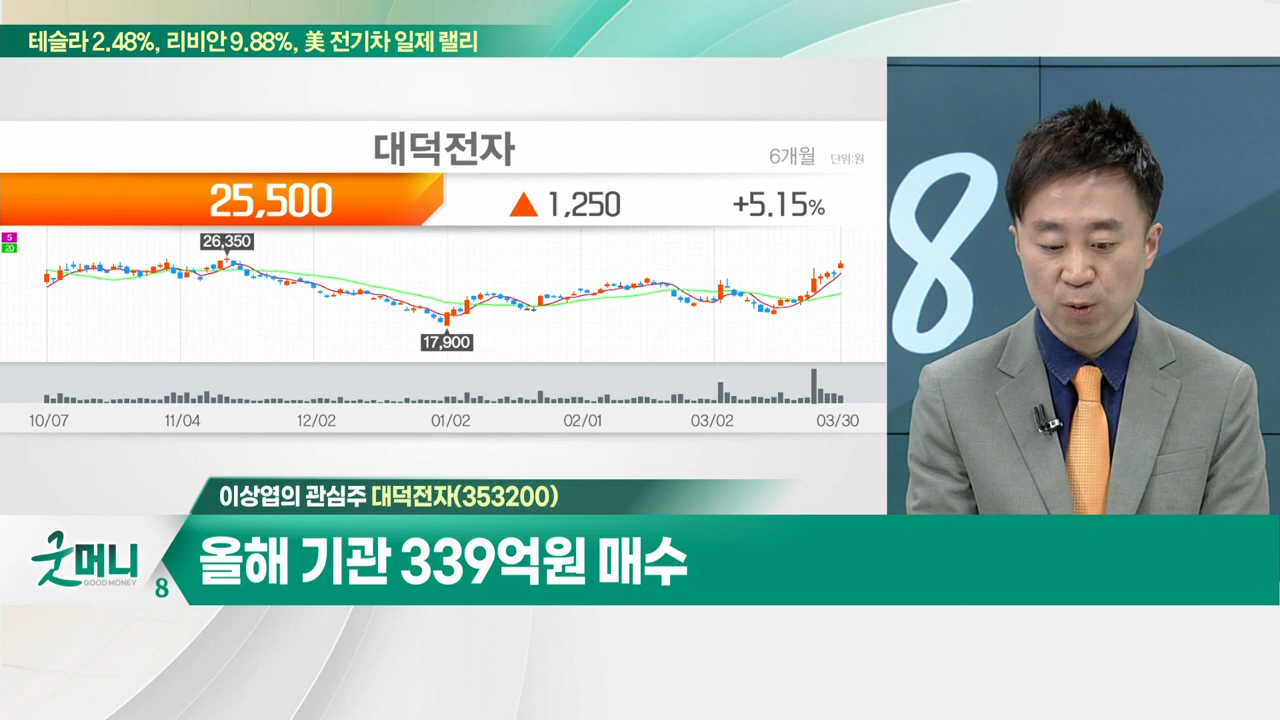 테슬라 2.48%, 리비안 9.88%, 美 전기차 일제 랠리
대덕전자
6개월 단위:원
25,500 ▲ 1,250 +5.15%
5
20
26,350
17,900
10/07 11/04 12/02 01/02 02/01 03/02 03/30
8
이상엽의 관심주 대덕전자(353200)
올해 기관 339억원 매수
굿머니
GOOD MONEY
8